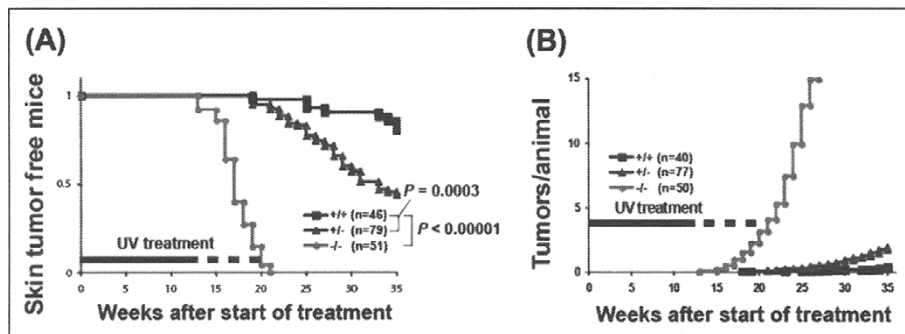 (A)
Skin tumor free mice
1
0.5
0
P = 0.0003
+/+ (n=46)
+/- (n=79)
-/- (n=51)
P < 0.00001
UV treatment
0 5 10 15 20 25 30 35
Weeks after start of treatment
(B)
Tumors/animal
15
10
5
0
+/+ (n=40)
+/- (n=77)
-/- (n=50)
UV treatment
0 5 10 15 20 25 30 35
Weeks after start of treatment